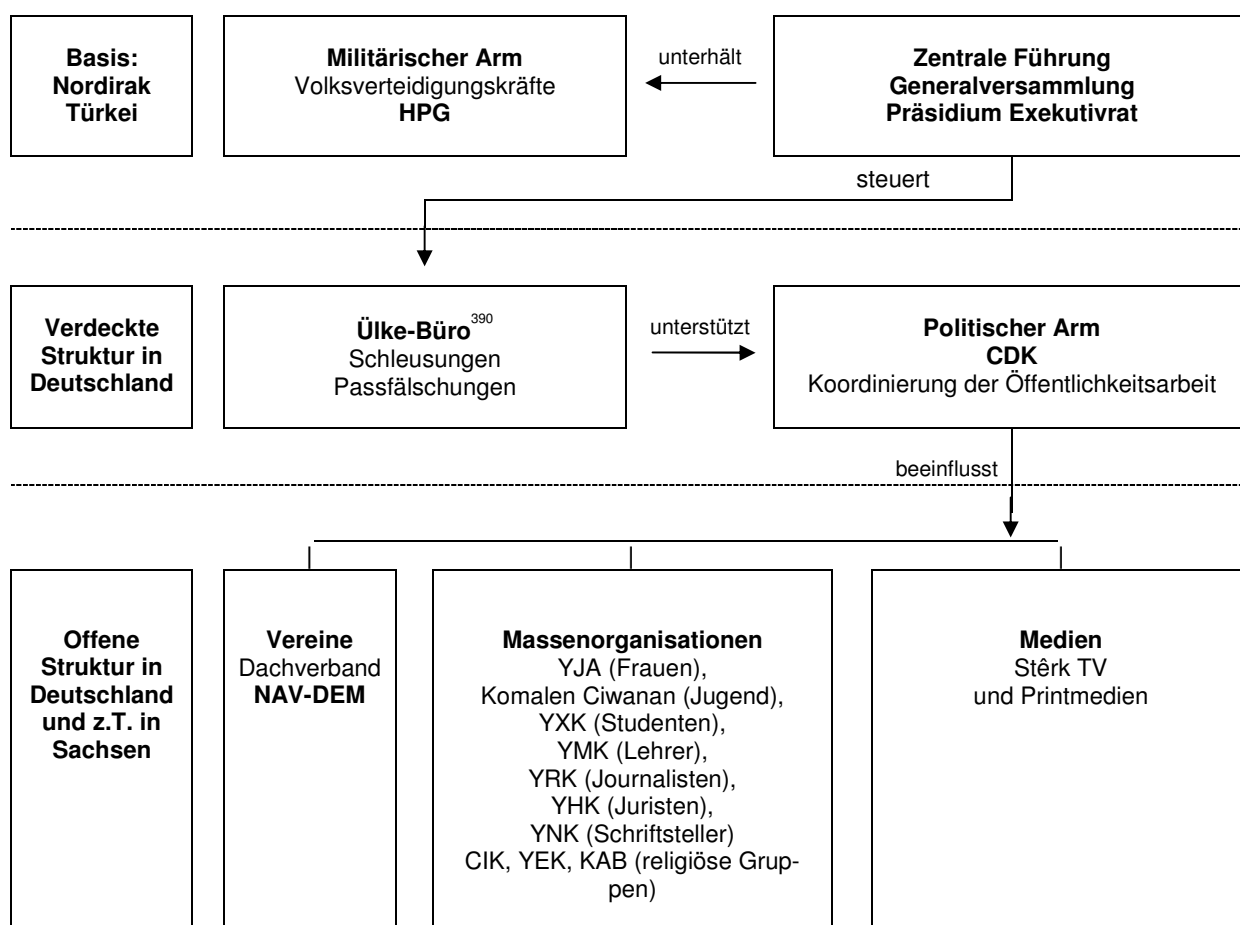 Basis:
Nordirak
Türkei
Militärischer Arm
Volksverteidigungskräfte
HPG
unterhält
Zentrale Führung
Generalversammlung
Präsidium Exekutivrat
steuert
Verdeckte
Struktur in
Deutschland
Ülke-Büro390
Schleusungen
Passfälschungen
unterstützt
Politischer Arm
CDK
Koordinierung der Öffentlichkeitsarbeit
beeinflusst
Offene
Struktur in
Deutschland
und z.T. in
Sachsen
Vereine
Dachverband
NAV-DEM
Massenorganisationen
YJA (Frauen),
Komalen Ciwanan (Jugend),
YXK (Studenten),
YMK (Lehrer),
YRK (Journalisten),
YHK (Juristen),
YNK (Schriftsteller)
CIK, YEK, KAB (religiöse Grup-
pen)
Medien
Stêrk TV
und Printmedien